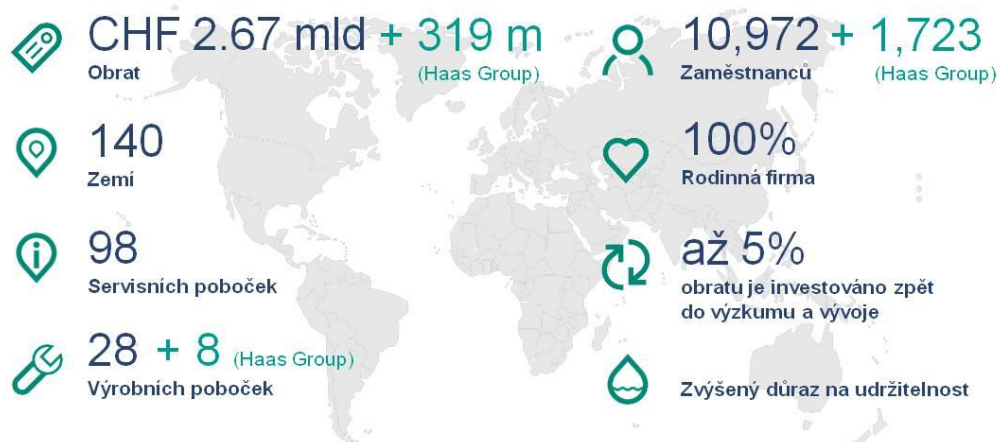 CHF 2.67 mld + 319 m
Obrat
(Haas Group)
140
Zemí
98
Servisních poboček
28 + 8 (Haas Group)
Výrobních poboček
10,972 + 1,723
Zaměstnanců
(Haas Group)
100%
Rodinná firma
až 5%
obratu je investováno zpět
do výzkumu a vývoje
Zvýšený důraz na udržitelnost